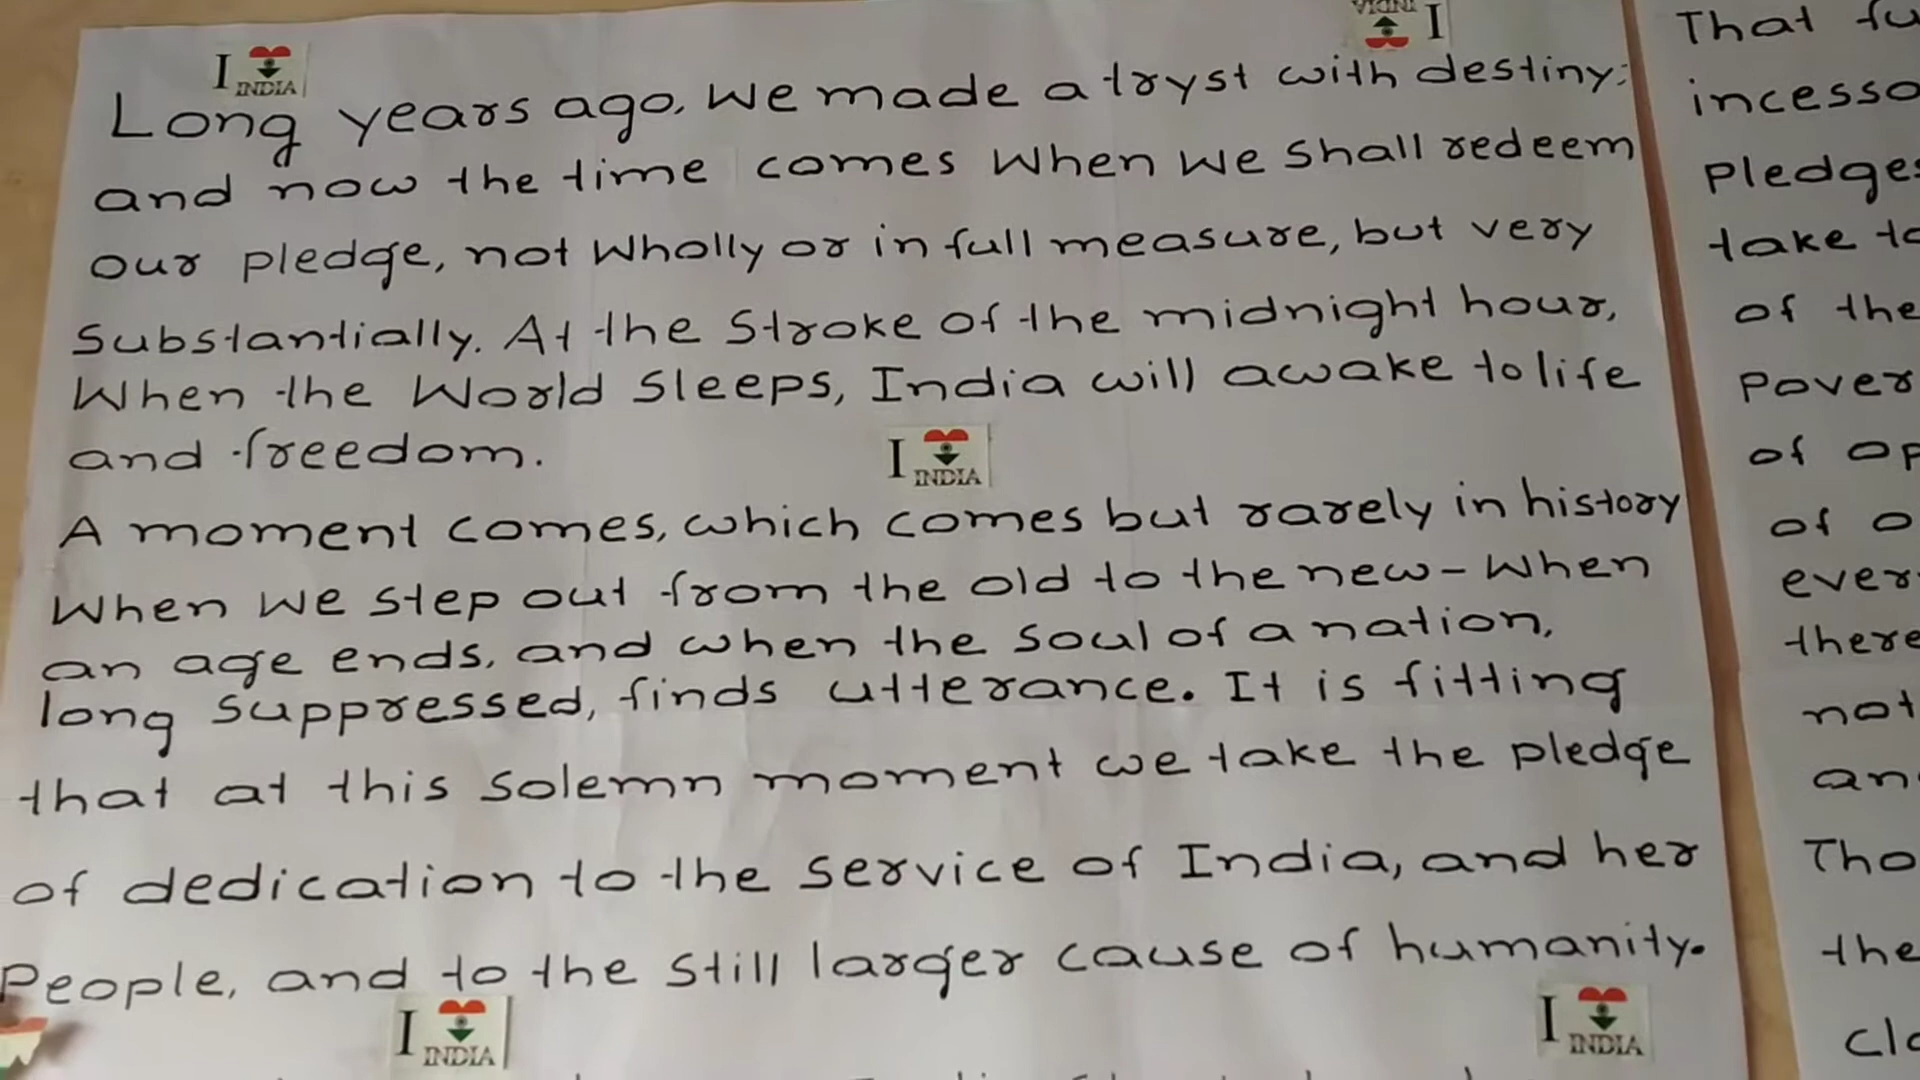 I INDIA
I INDIA
Long years ago, we made a tryst with destiny;
and now the time comes when we shall redeem
our pledge, not wholly or in full measure, but very
Substantially. At the Stroke of the midnight hour,
When the World Sleeps, India will awake to life
and freedom.
I INDIA
A moment comes, which comes but rarely in history
When we step out from the old to the new - When
an age ends, and when the soul of a nation,
long suppressed, finds utterance. It is fitting
that at this solemn moment we take the pledge
of dedication to the service of India, and her
People, and to the still larger cause of humanity.
I INDIA
I INDIA
That
take
of the
of
of
there
not
the